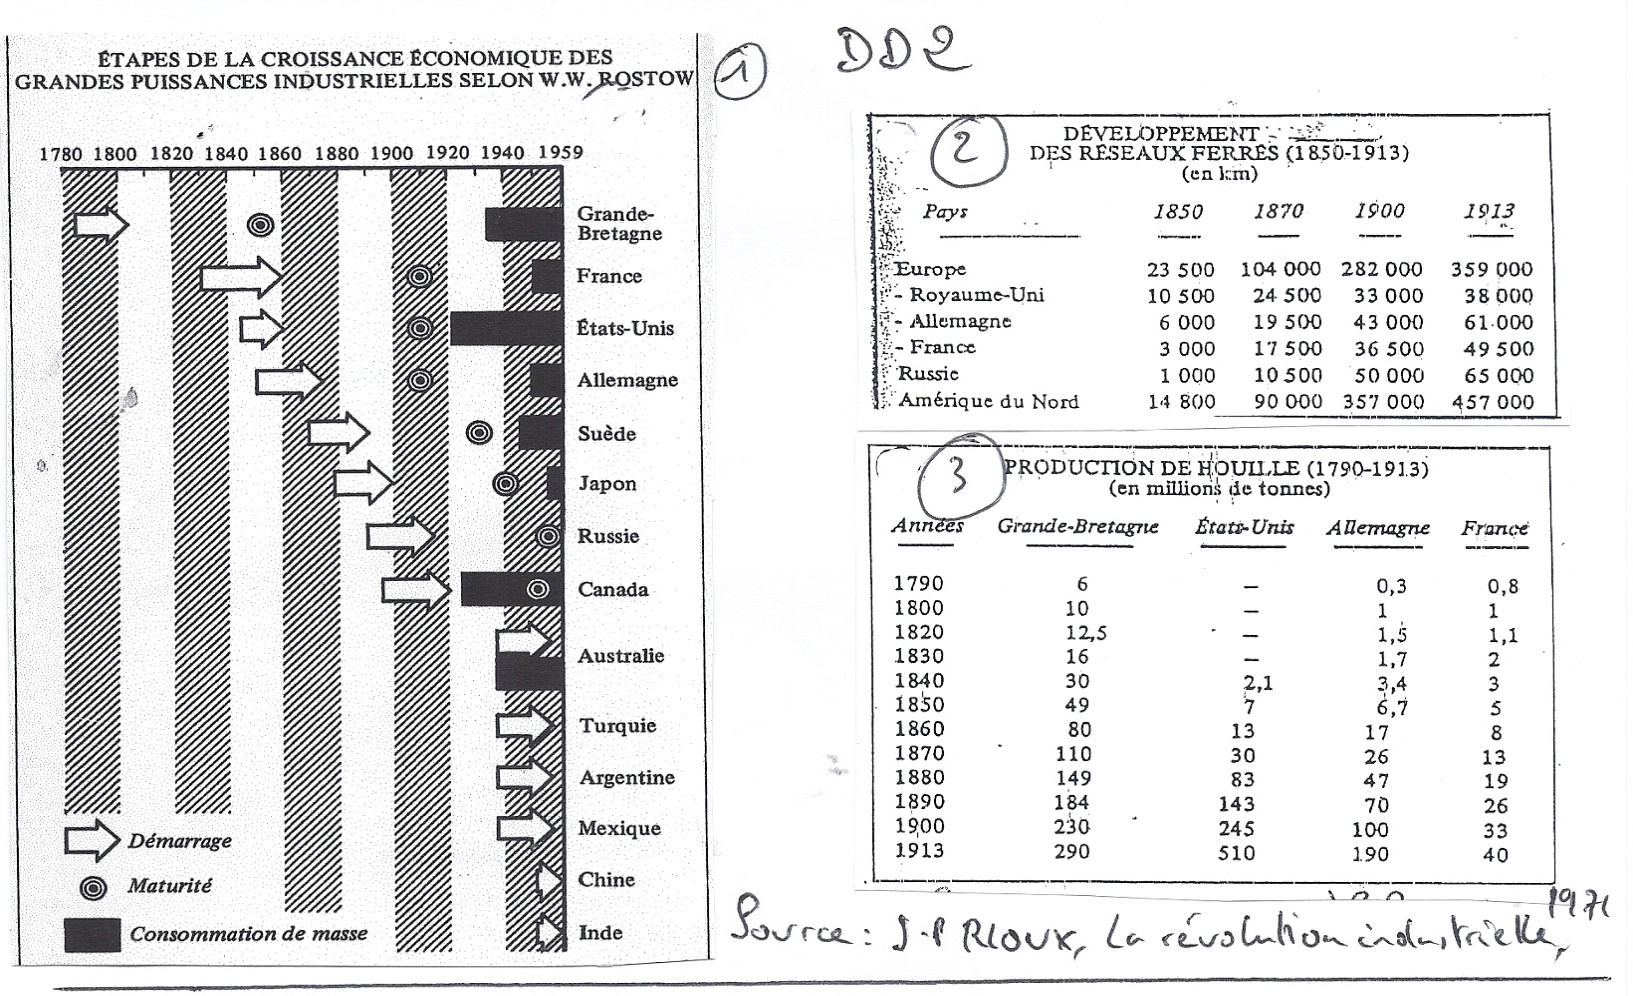 ÉTAPES DE LA CROISSANCE ÉCONOMIQUE DES
GRANDES PUISSANCES INDUSTRIELLES SELON W.W. ROSTOW
1780 1800 1820 1840 1860 1880 1900 1920 1940 1959
Grande-
Bretagne
France
États-Unis
Allemagne
Suède
Japon
Russie
Canada
Australie
Turquie
Argentine
Mexique
Chine
Inde
Démarrage
Maturité
Consommation de masse
1
DD2
2
DÉVELOPPEMENT
DES RÉSEAUX FERRÉS (1850-1913)
(en km)
Pays 1850 1870 1900 1913
Europe 23 500 104 000 282 000 359 000
- Royaume-Uni 10 500 24 500 33 000 38 000
- Allemagne 6 000 19 500 43 000 61 000
- France 3 000 17 500 36 500 49 500
Russie 1 000 10 500 50 000 65 000
Amérique du Nord 14 800 90 000 357 000 457 000
3
PRODUCTION DE HOUILLE (1790-1913)
(en millions de tonnes)
Années Grande-Bretagne États-Unis Allemagne France
1790 6 — 0,3 0,8
1800 10 — 1 1
1820 12,5 — 1,5 1,1
1830 16 — 1,7 2
1840 30 2,1 3,4 3
1850 49 7 6,7 5
1860 80 13 17 8
1870 110 30 26 13
1880 149 83 47 19
1890 184 143 70 26
1900 230 245 100 33
1913 290 510 190 40
Source : J-P RIOUX, La révolution industrielle, 1971